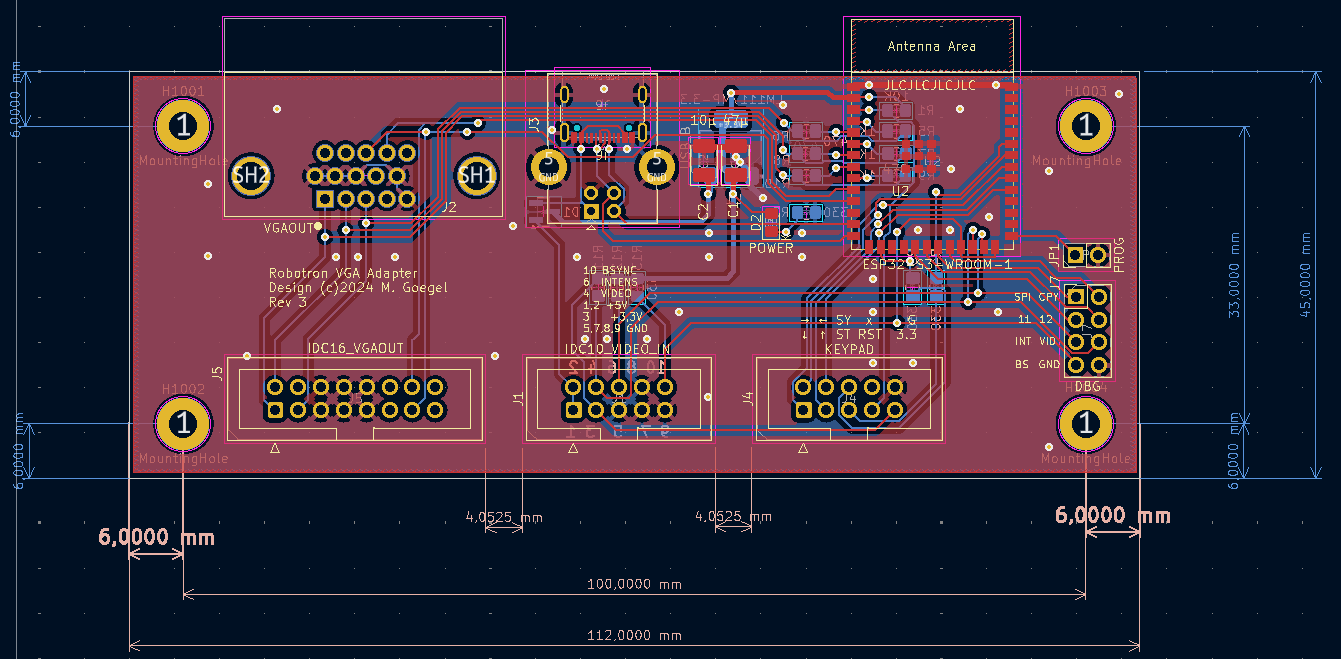 Antenna Area
JLCJLCJLCJLC
H1001
1
MountingHole
H1003
1
MountingHole
6,0000 mm
J3
10µ
47µ
SH2
SH1
J2
VGAOUT
5
GND
5
GND
D1
C2
C1
D2
POWER
U2
ESP32-S3-WROOM-1
JP1
PROG
Robotron VGA Adapter
Design (c)2024 M. Goegel
Rev 3
10 BSYNC
6 INTENS
4 VIDEO
1,2 +5V
3 +3,3V
5,7,8,9 GND
→ ← SY x G
↓ ↑ ST RST 3.3
KEYPAD
J7
SPI CPY
11 12
INT VID
BS GND
DBG
IDC16_VGAOUT
IDC10_VIDEO_IN
J5
J1
J4
H1002
1
MountingHole
1
MountingHole
6,0000 mm
33,0000 mm
45,0000 mm
6,0000 mm
4,0525 mm
4,0525 mm
6,0000 mm
6,0000 mm
100,0000 mm
112,0000 mm